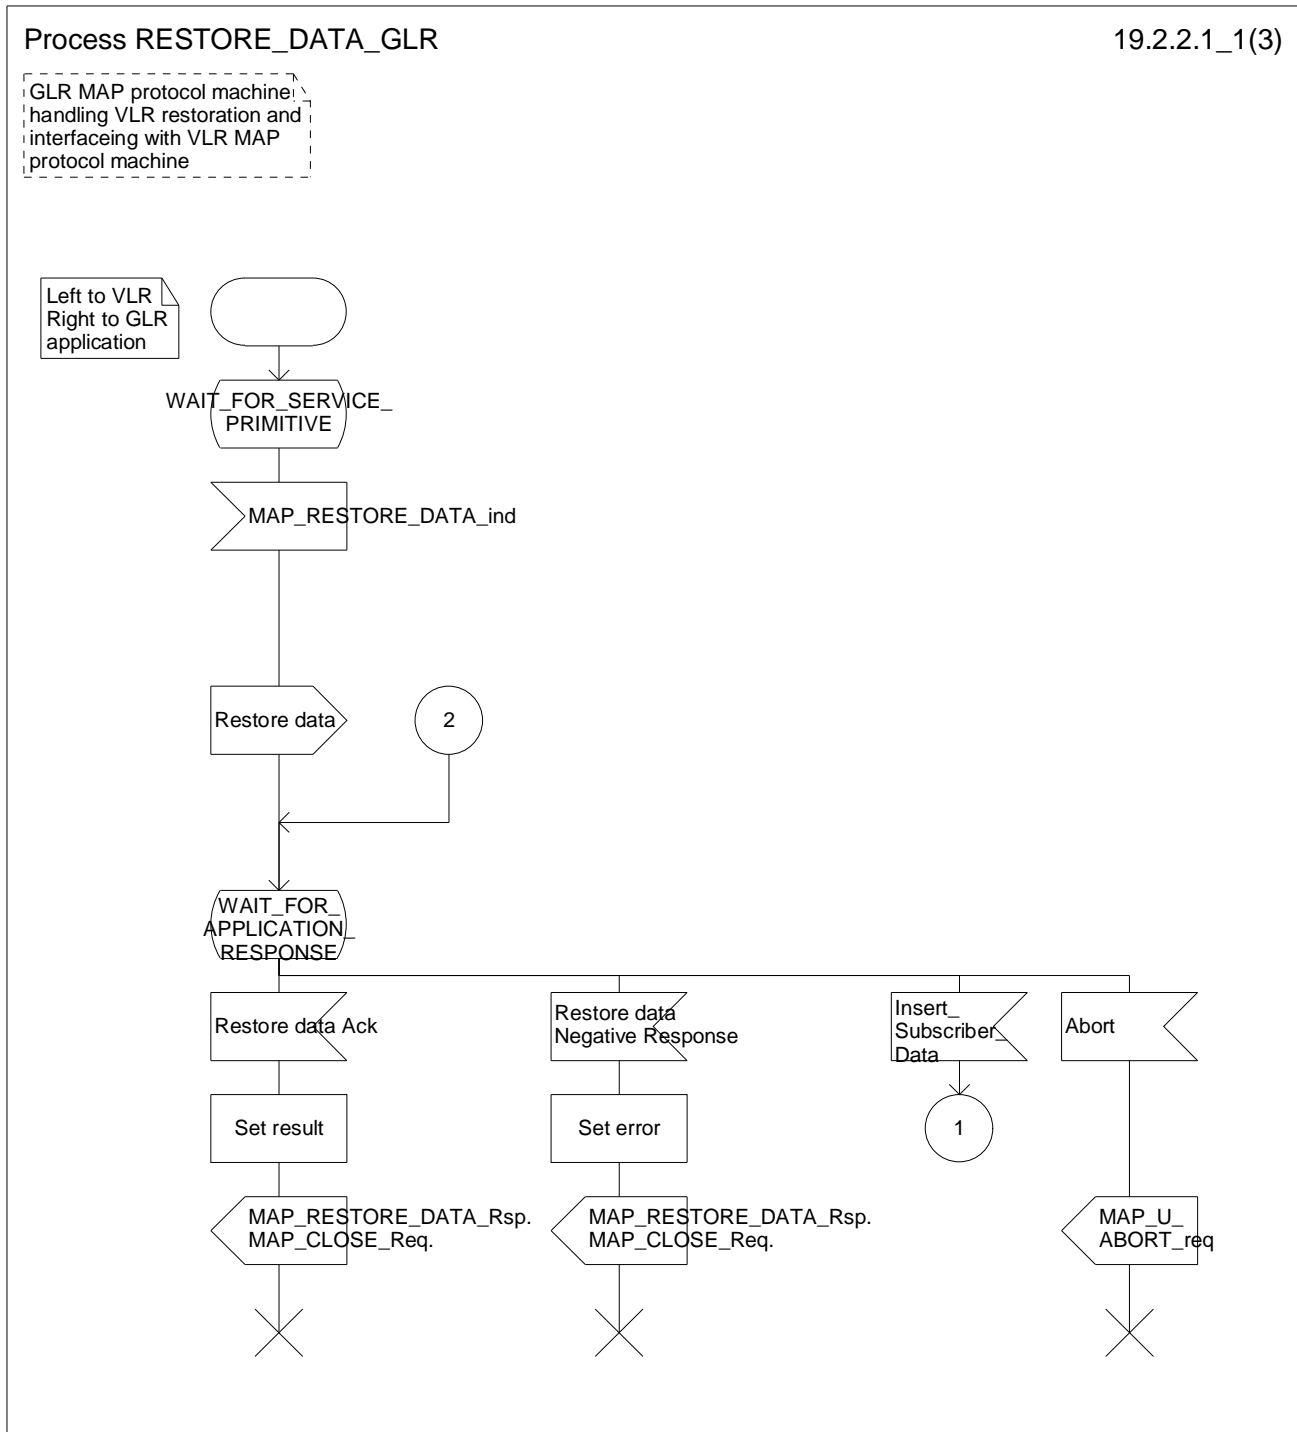 Process RESTORE_DATA_GLR
19.2.2.1_1(3)
GLR MAP protocol machine
handling VLR restoration and
interfaceing with VLR MAP
protocol machine
Left to VLR
Right to GLR
application
WAIT_FOR_SERVICE_
PRIMITIVE
MAP_RESTORE_DATA_ind
Restore data
2
WAIT_FOR_
APPLICATION_
RESPONSE
Restore data Ack
Restore data
Negative Response
Insert_
Subscriber_
Data
Abort
Set result
Set error
1
MAP_RESTORE_DATA_Rsp.
MAP_CLOSE_Req.
MAP_RESTORE_DATA_Rsp.
MAP_CLOSE_Req.
MAP_U_
ABORT_req